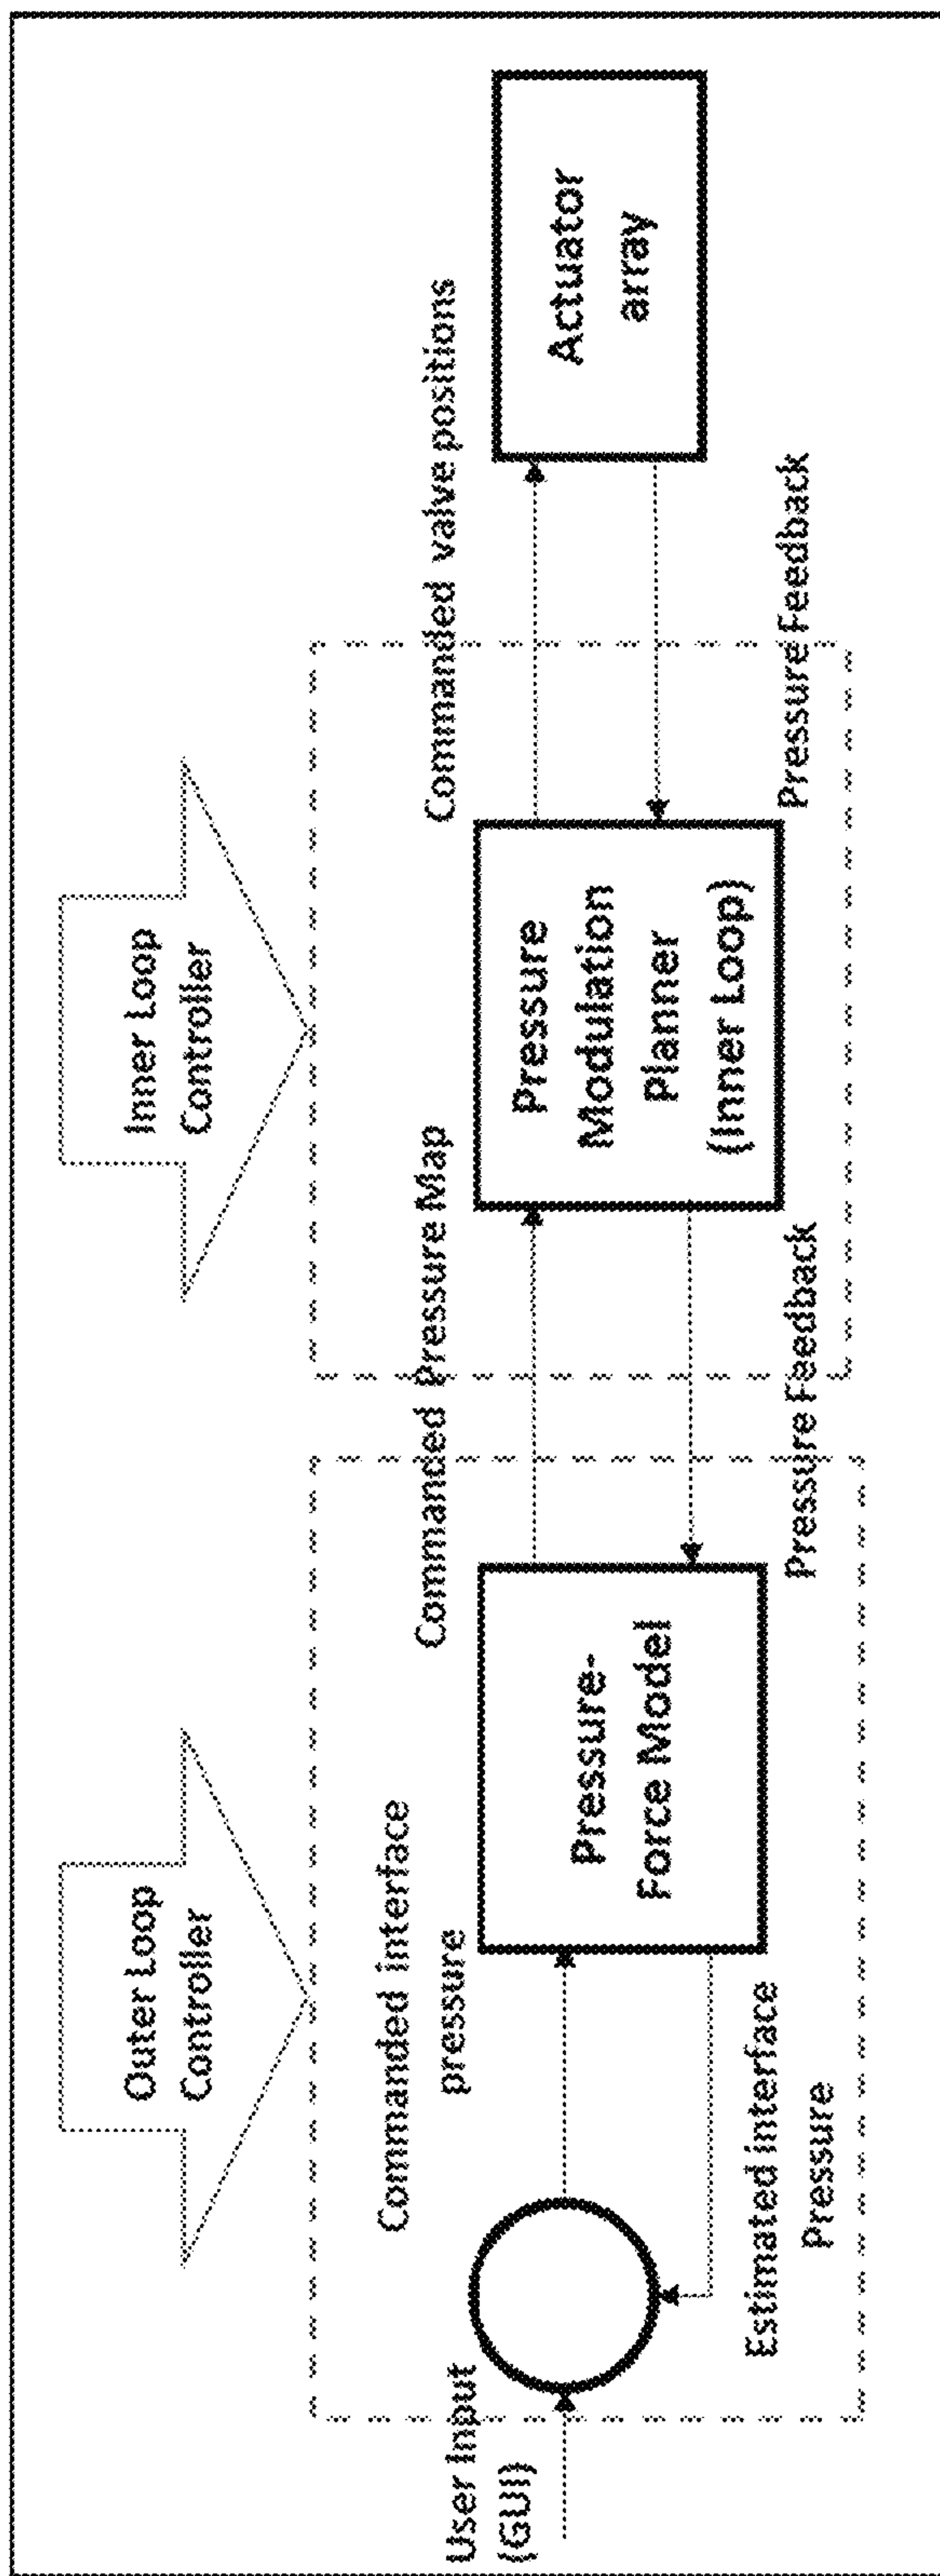 Outer Loop
Controller
Inner Loop
Controller
User Input
(GUI)
Commanded interface
pressure
Estimated interface
Pressure
Pressure-
Force Model
Commanded Pressure Map
Pressure Feedback
Pressure
Modulation
Planner
(Inner Loop)
Commanded valve positions
Pressure Feedback
Actuator
array